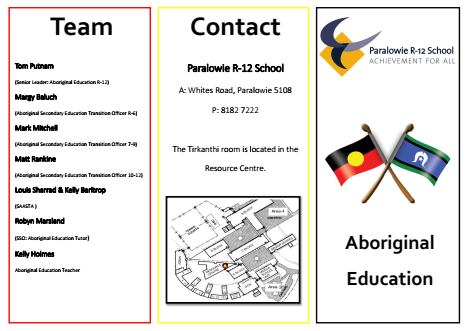 Team
Tom Putnam
(Senior Leader: Aboriginal Education R-12)
Margy Baluch
(Aboriginal Secondary Education Transition Officer R-6)
Mark Mitchell
(Aboriginal Secondary Education Transition Officer 7-9)
Matt Rankine
(Aboriginal Secondary Education Transition Officer 10-12)
Louis Sharrad & Kelly Baritrop
(SAASTA )
Robyn Marsland
(SSO: Aboriginal Education Tutor)
Kelly Holmes
Aboriginal Education Teacher
Contact
Paralowie R-12 School
A: Whites Road, Paralowie 5108
P: 8182 7222
The Tirkanthi room is located in the
Resource Centre.
Area 4
Area
Paralowie R-12 School
ACHIEVEMENT FOR ALL
Aboriginal
Education